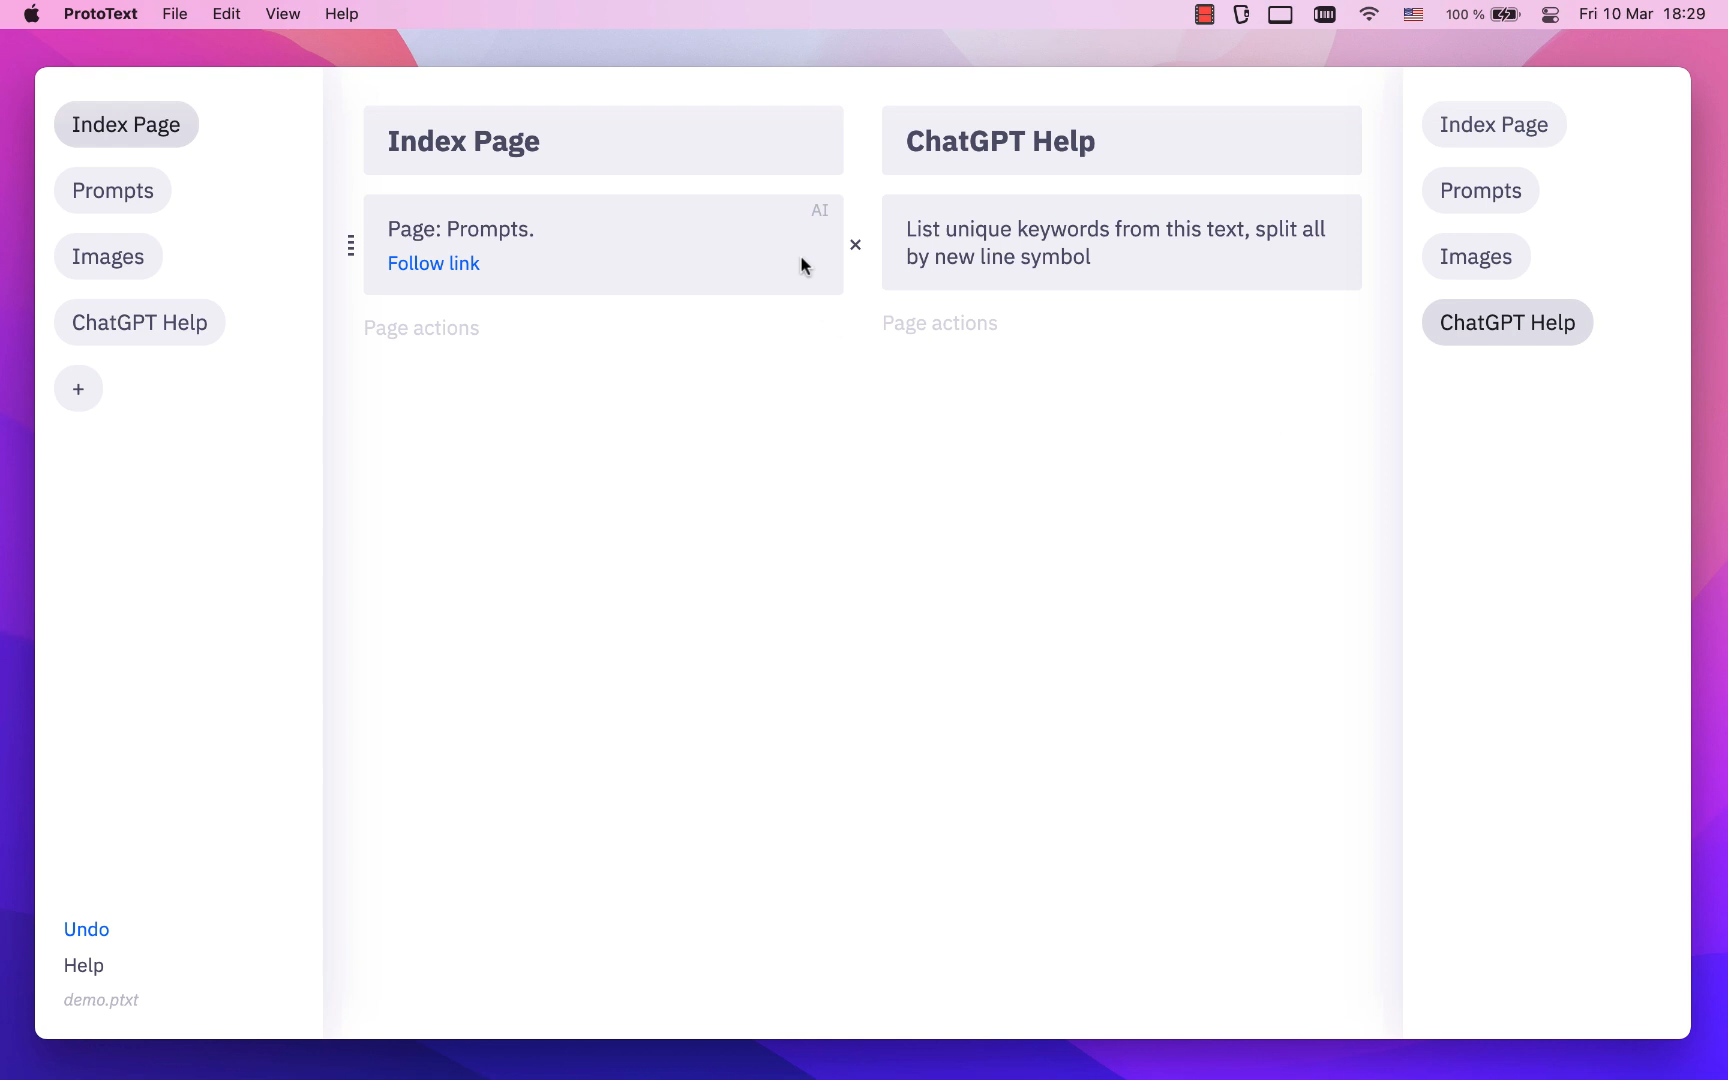 ProtoText File Edit View Help
100 % Fri 10 Mar 18:29
Index Page
Prompts
Images
ChatGPT Help
+
Undo
Help
demo.ptxt
Index Page
AI
Page: Prompts.
Follow link
Page actions
×
ChatGPT Help
List unique keywords from this text, split all
by new line symbol
Page actions
Index Page
Prompts
Images
ChatGPT Help